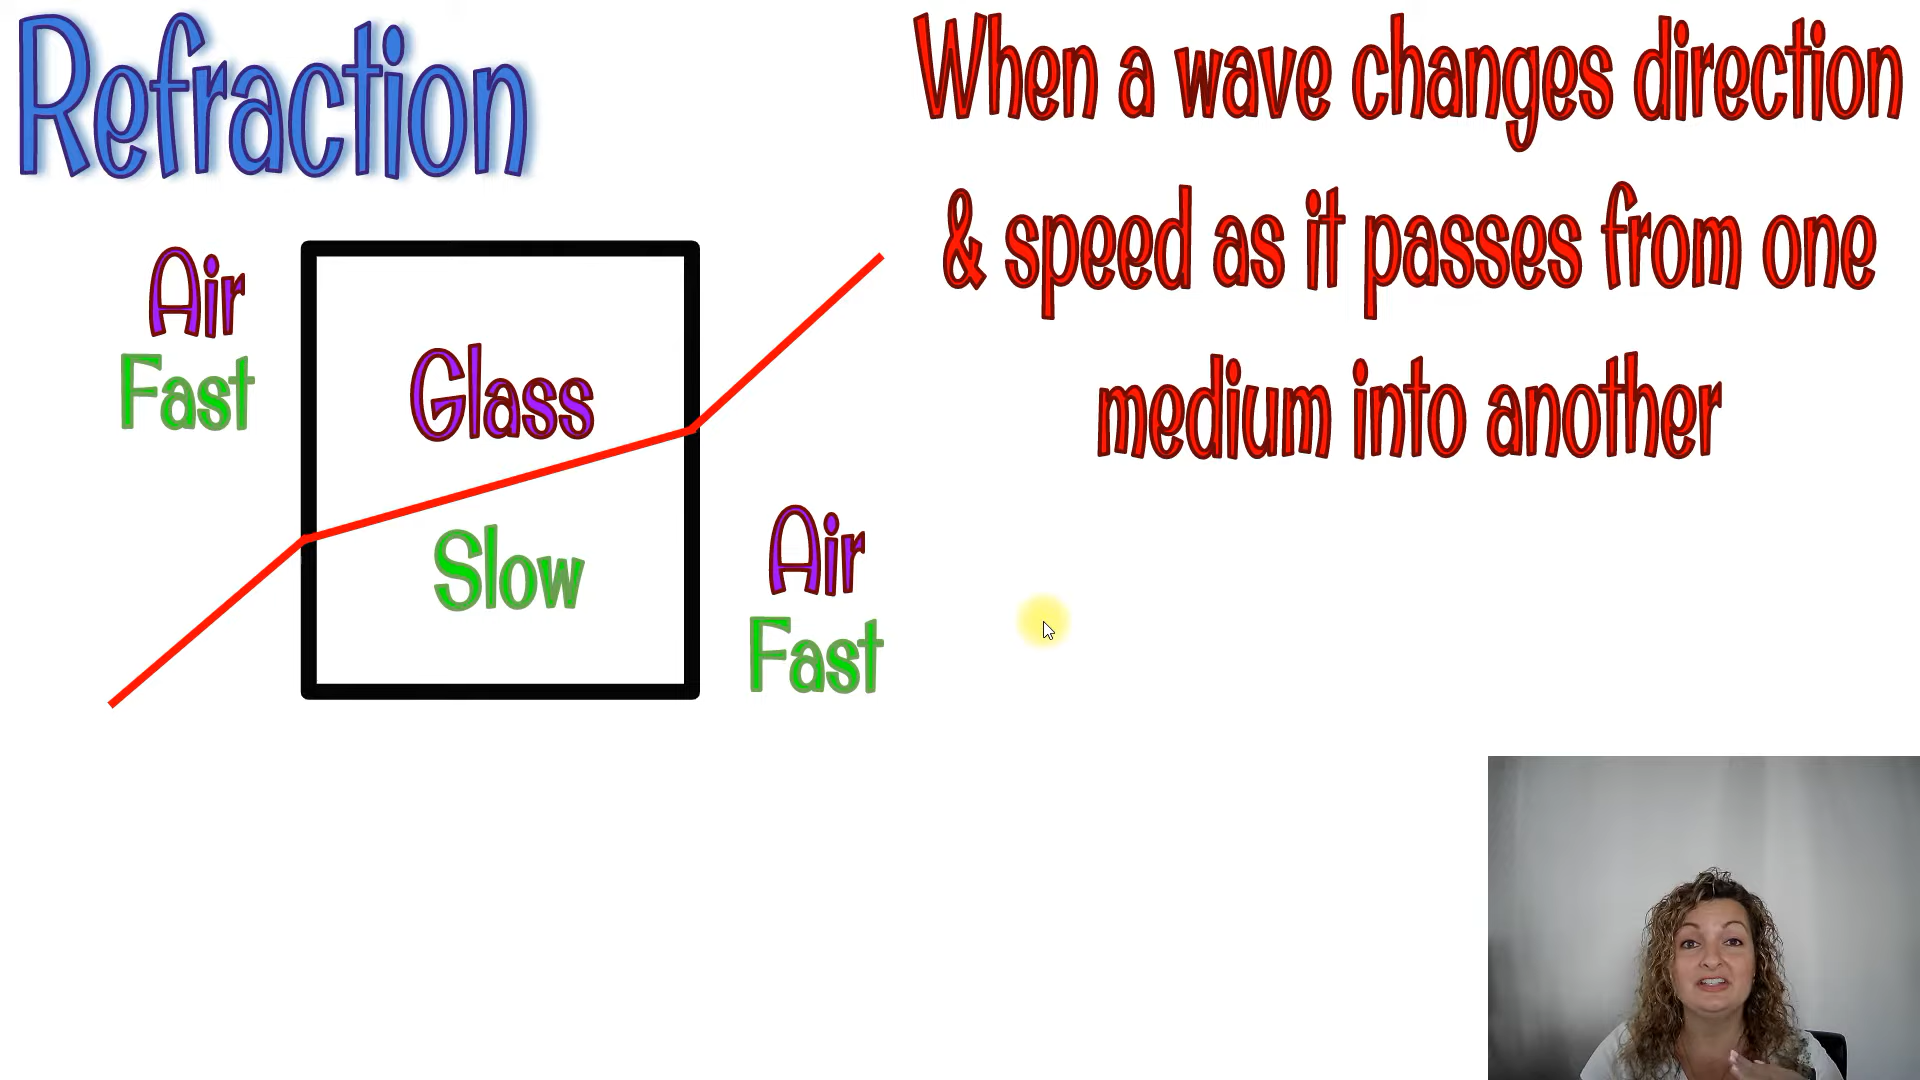 Refraction
When a wave changes direction
& speed as it passes from one
medium into another
Air
Fast
Glass
Slow
Air
Fast